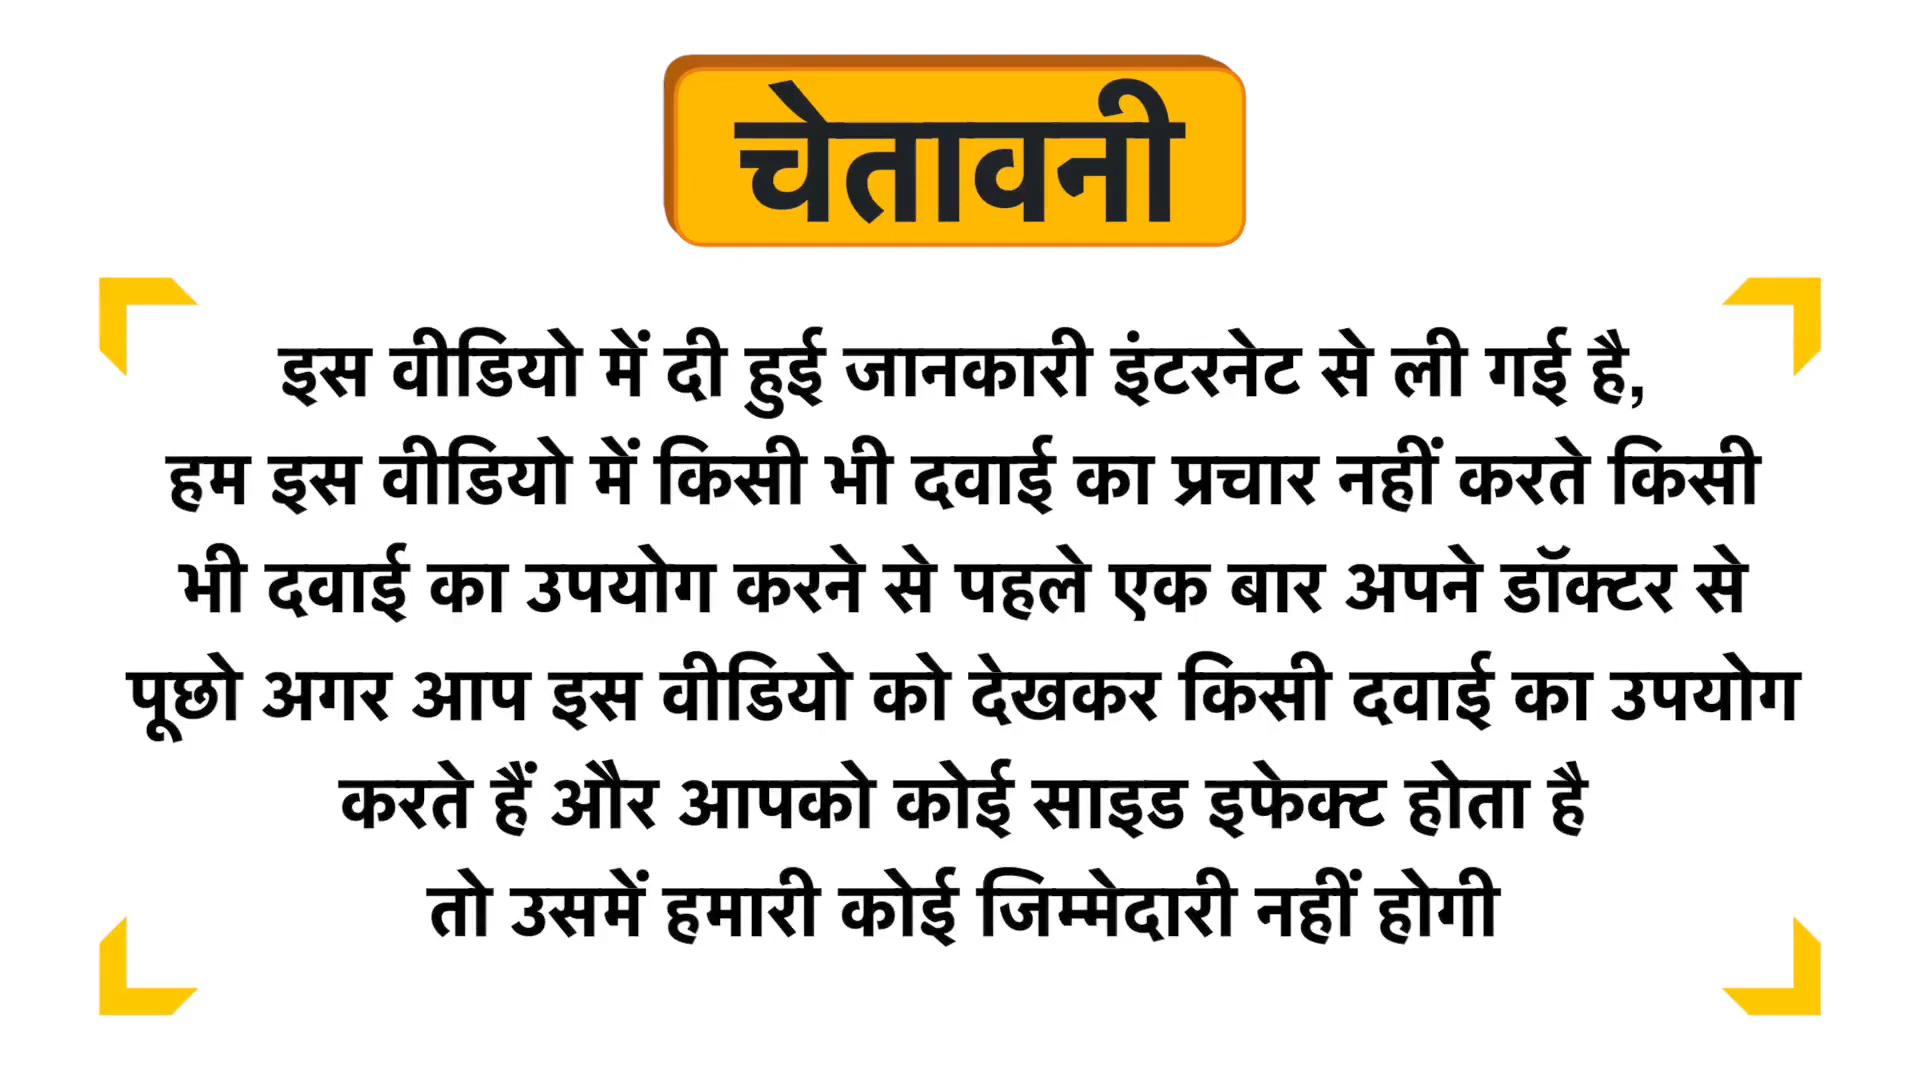 चेतावनी
इस वीडियो में दी हुई जानकारी इंटरनेट से ली गई है,
हम इस वीडियो में किसी भी दवाई का प्रचार नहीं करते किसी
भी दवाई का उपयोग करने से पहले एक बार अपने डॉक्टर से
पूछो अगर आप इस वीडियो को देखकर किसी दवाई का उपयोग
करते हैं और आपको कोई साइड इफेक्ट होता है
तो उसमें हमारी कोई जिम्मेदारी नहीं होगी